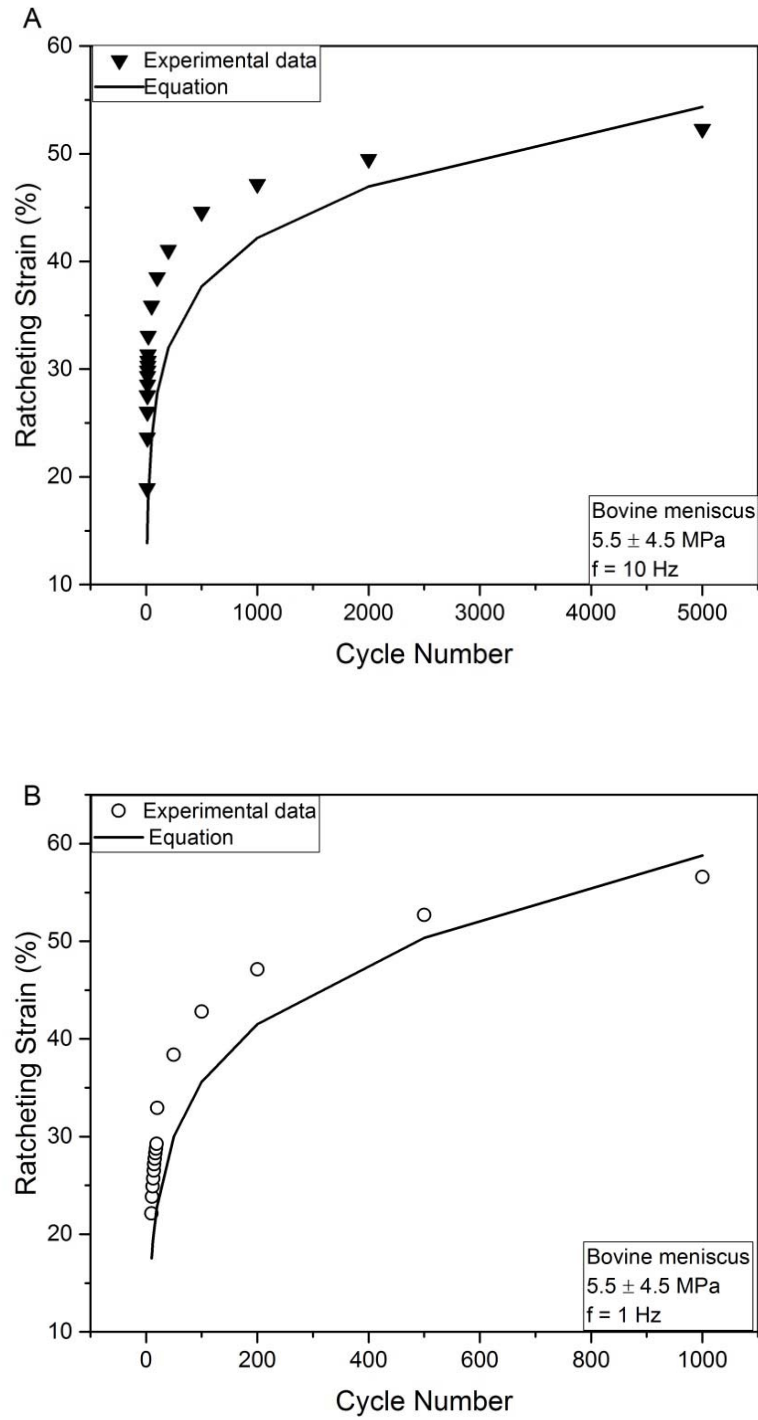 A
60
50
40
30
20
10
Ratcheting Strain (%)
Experimental data
Equation
Bovine meniscus
5.5 ± 4.5 MPa
f = 10 Hz
0 1000 2000 3000 4000 5000
Cycle Number
B
60
50
40
30
20
10
Ratcheting Strain (%)
Experimental data
Equation
Bovine meniscus
5.5 ± 4.5 MPa
f = 1 Hz
0 200 400 600 800 1000
Cycle Number